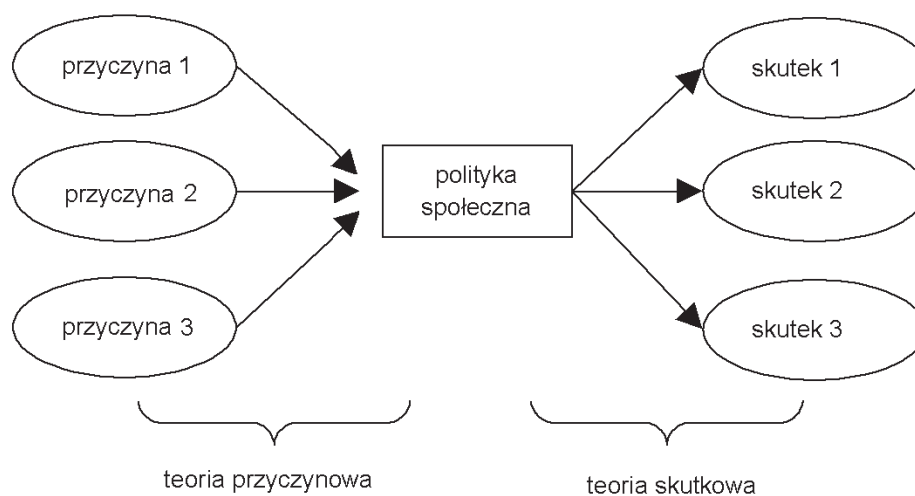 przyczyna 1
skutek 1
przyczyna 2
polityka
społeczna
skutek 2
przyczyna 3
skutek 3
teoria przyczynowa
teoria skutkowa